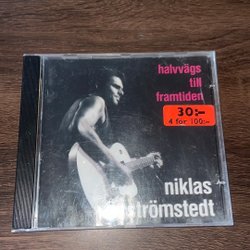 halvvägs
till
framtiden
30:-
4 för 100:-
niklas
strömstedt